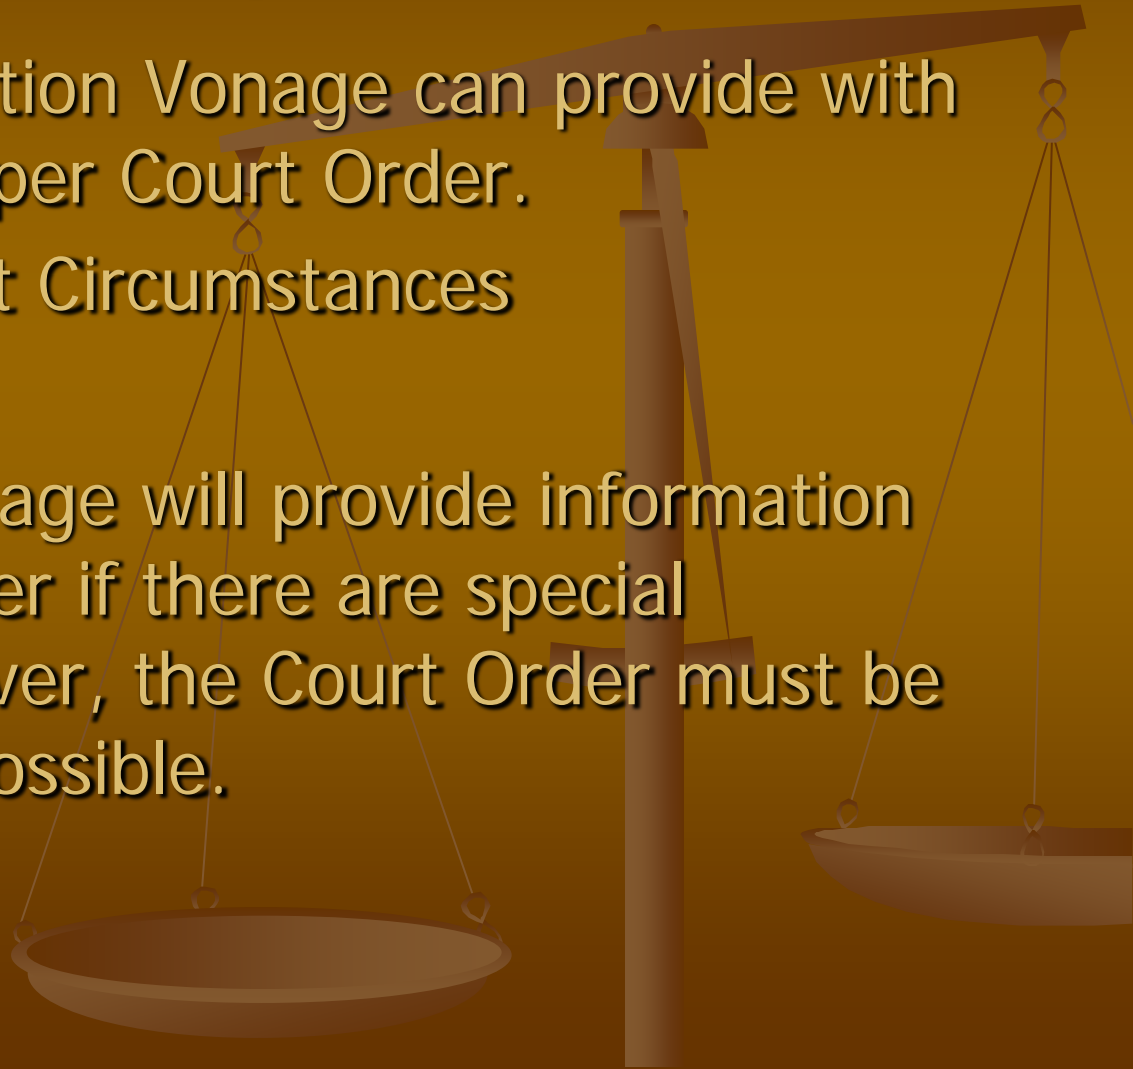 tion Vonage can provide with
per Court Order.
t Circumstances
age will provide information
er if there are special
ver, the Court Order must be
ossible.